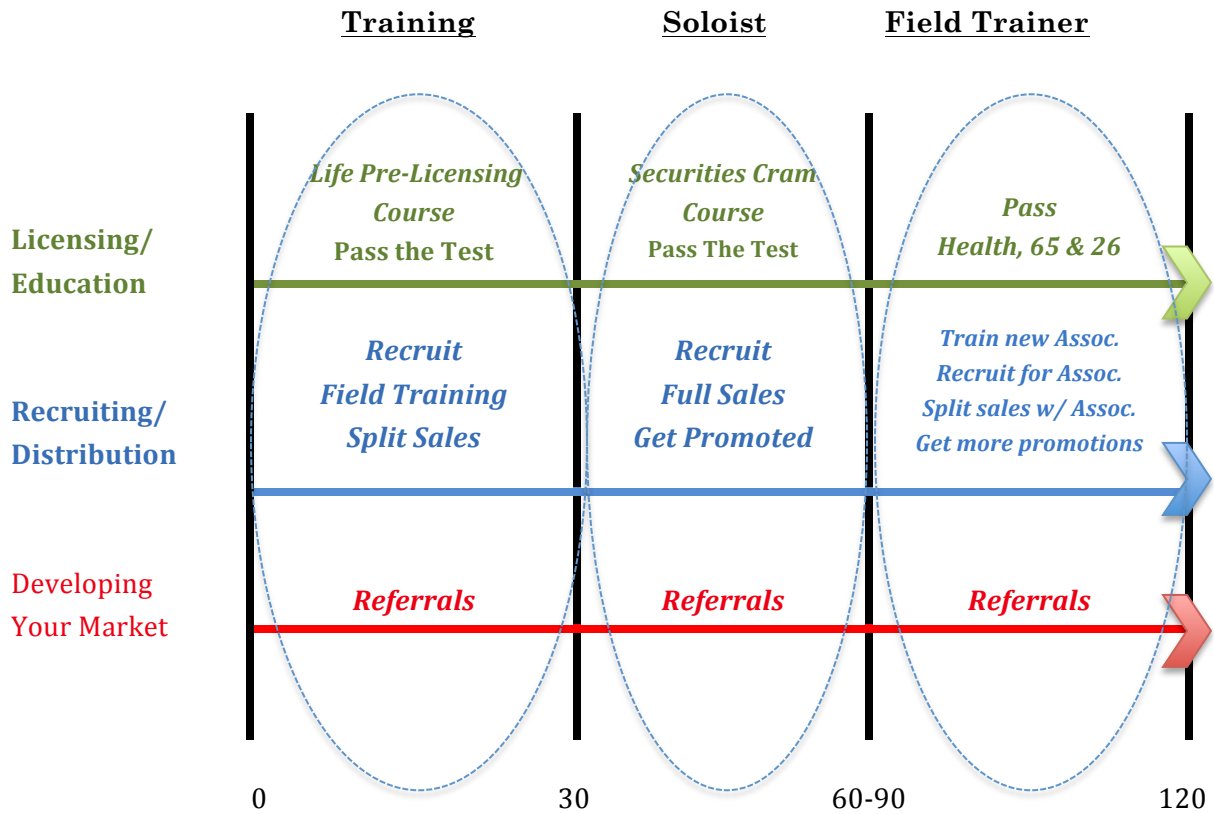 Training
Soloist
Field Trainer
Licensing/
Education
Life Pre-Licensing
Course
Pass the Test
Securities Cram
Course
Pass The Test
Pass
Health, 65 & 26
Recruiting/
Distribution
Recruit
Field Training
Split Sales
Recruit
Full Sales
Get Promoted
Train new Assoc.
Recruit for Assoc.
Split sales w/ Assoc.
Get more promotions
Developing
Your Market
Referrals
Referrals
Referrals
0
30
60-90
120